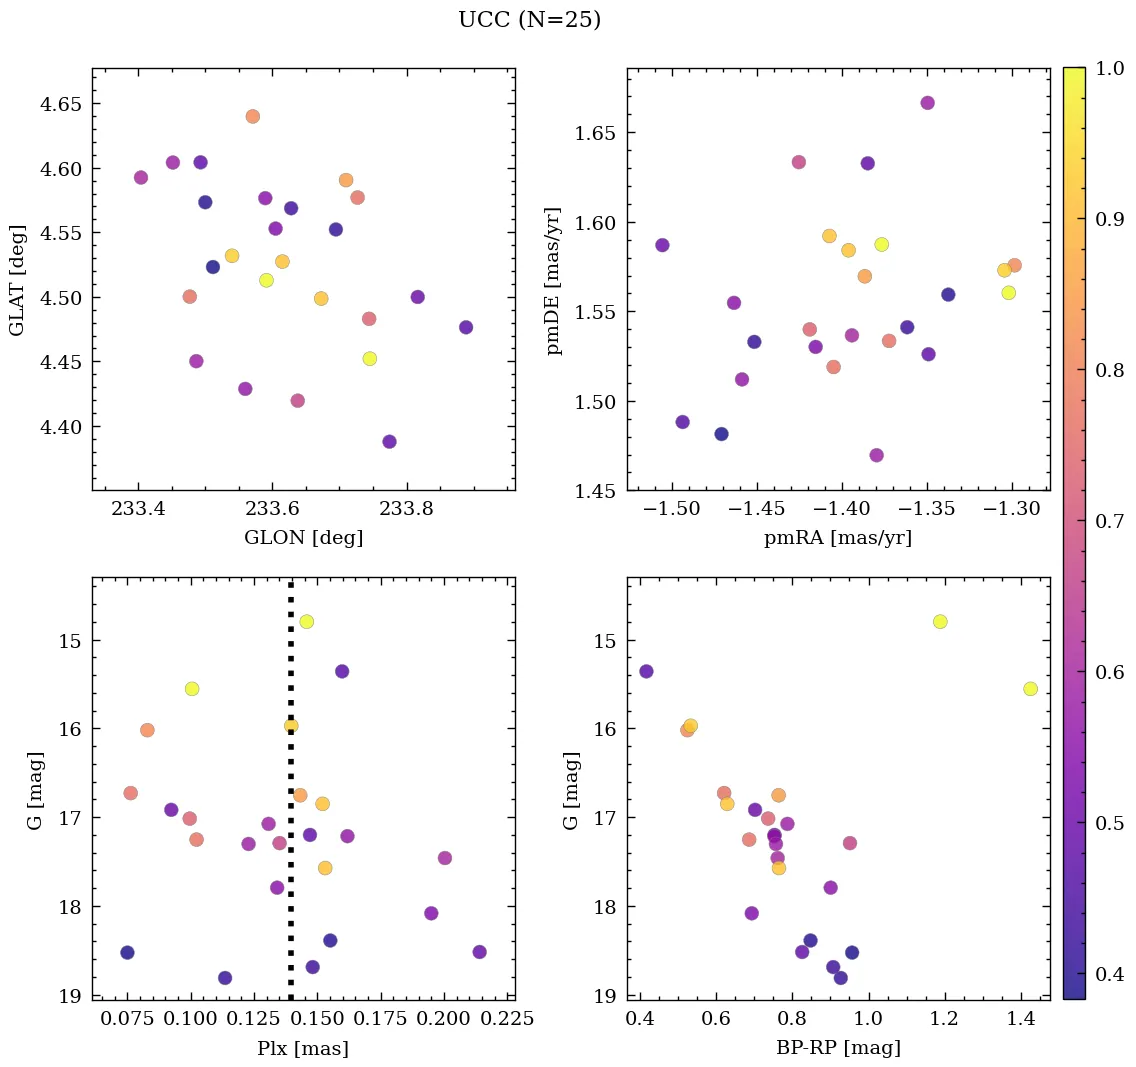 UCC (N=25)
4.65
4.60
4.55
4.50
4.45
4.40
GLAT [deg]
233.4 233.6 233.8
GLON [deg]
1.65
1.60
1.55
1.50
1.45
pmDE [mas/yr]
−1.50 −1.45 −1.40 −1.35 −1.30
pmRA [mas/yr]
15
16
17
18
19
G [mag]
0.075 0.100 0.125 0.150 0.175 0.200 0.225
Plx [mas]
15
16
17
18
19
G [mag]
0.4 0.6 0.8 1.0 1.2 1.4
BP-RP [mag]
1.0
0.9
0.8
0.7
0.6
0.5
0.4